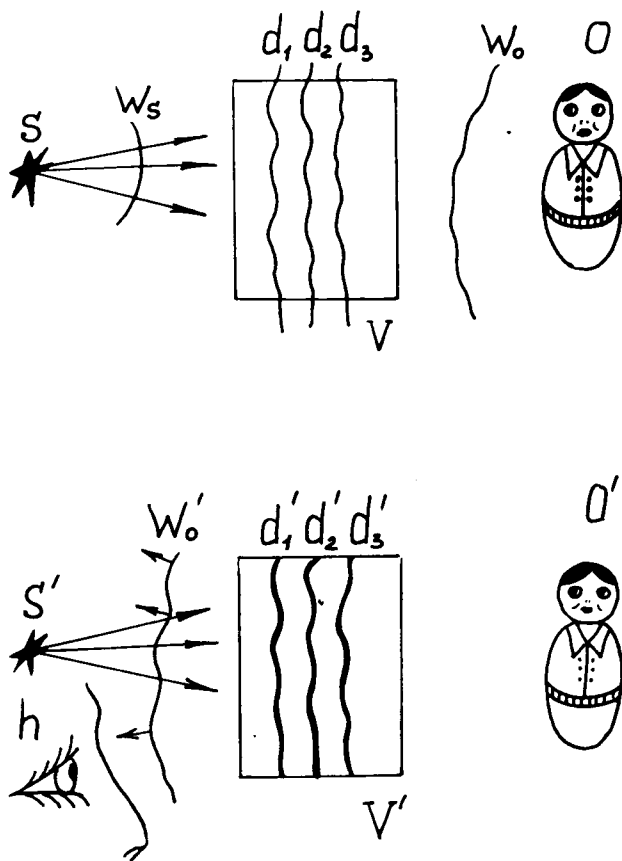 d₁ d₂ d₃ W₀ O
S Wₛ
V
W₀' d₁' d₂' d₃' O'
S'
h
V'